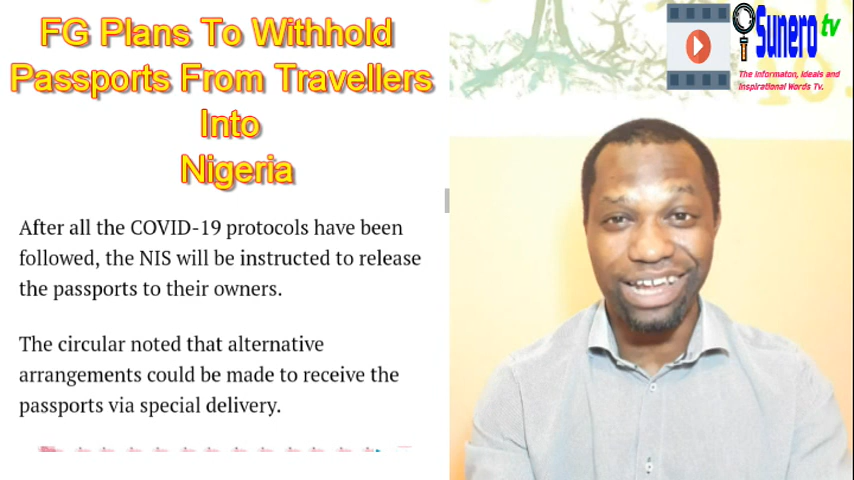 FG Plans To Withhold
Passports From Travellers
Into
Nigeria
After all the COVID-19 protocols have been
followed, the NIS will be instructed to release
the passports to their owners.
The circular noted that alternative
arrangements could be made to receive the
passports via special delivery.
Sunero tv
The Informaton, Ideals and
Inspirational Words Tv.